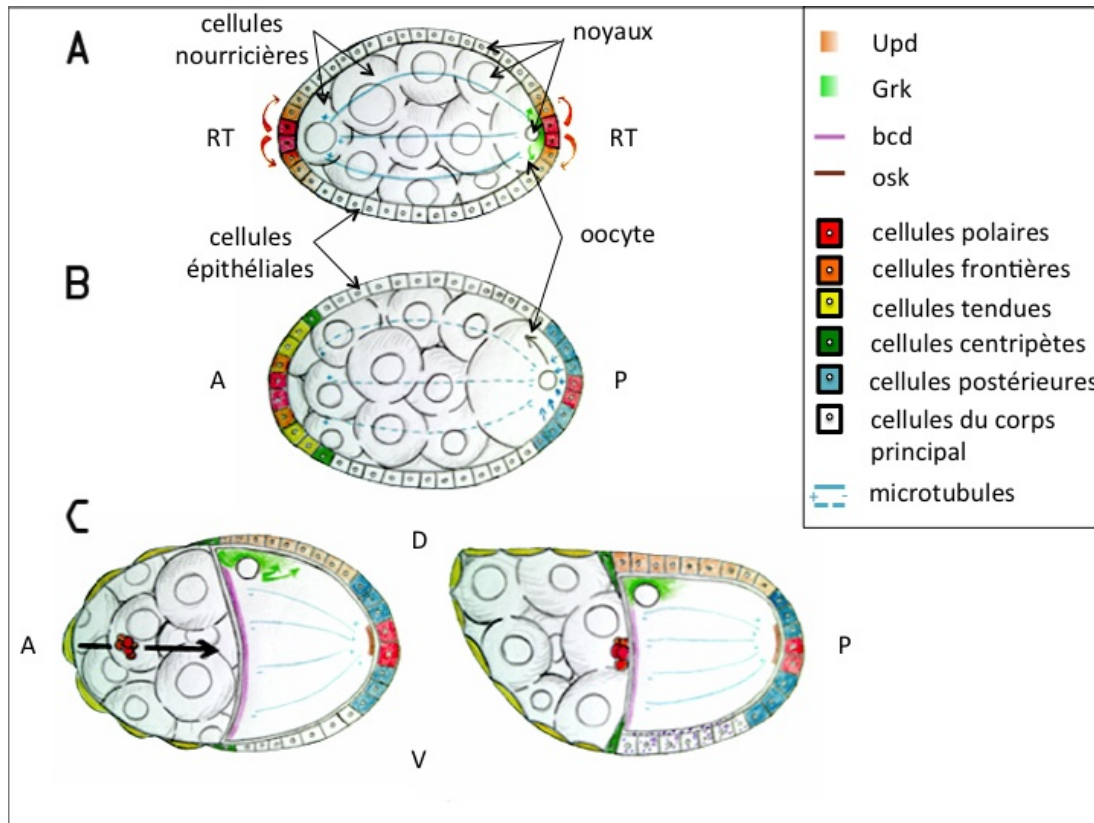 A
cellules
nourricières
noyaux
RT
RT
cellules
épithéliales
oocyte
B
A
P
C
D
A
P
V
Upd
Grk
bcd
osk
cellules polaires
cellules frontières
cellules tendues
cellules centripètes
cellules postérieures
cellules du corps
principal
+ -
microtubules